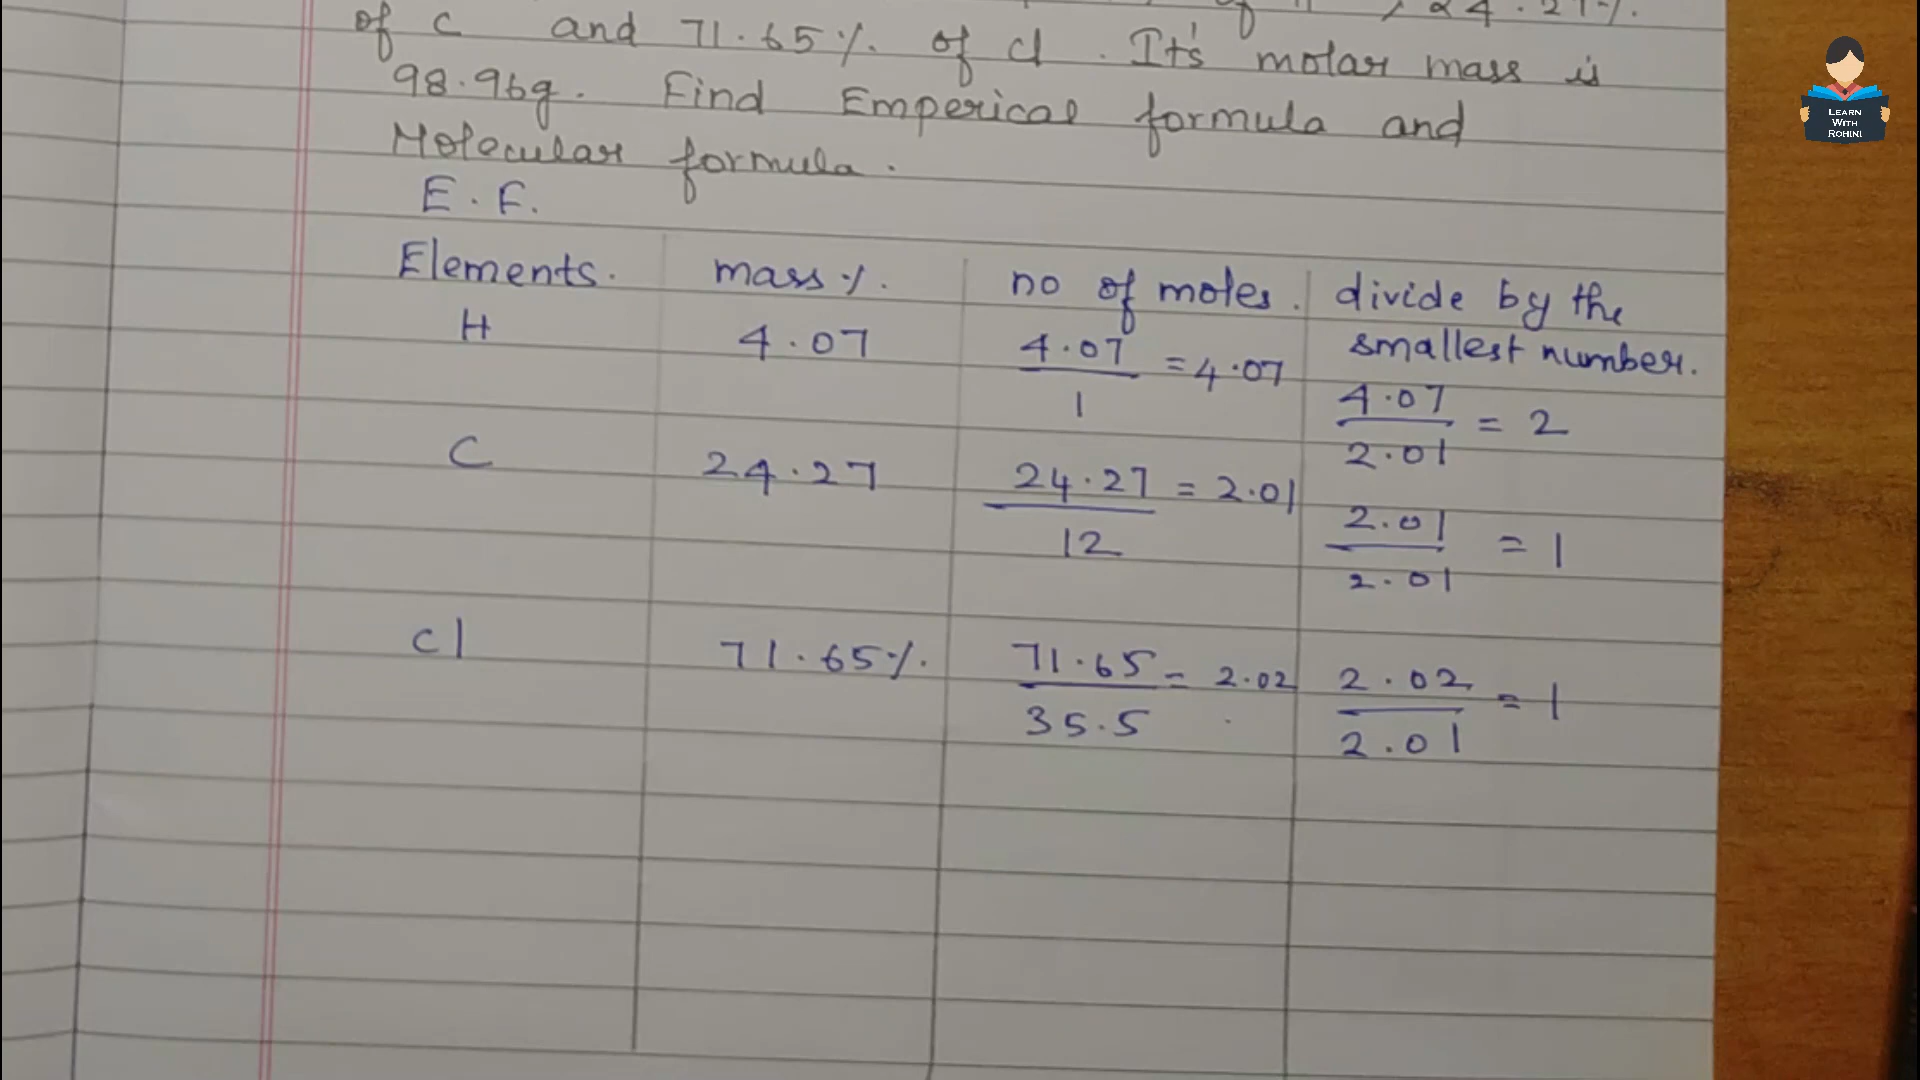 24.27%.
of C and 71.65% of Cl. It's molar mass is
98.96g. Find Emperical formula and
Molecular formula.
E.F.
Elements. mass%. no of moles. divide by the smallest number.
H 4.07 4.07/1 = 4.07 4.07/2.01 = 2
C 24.27 24.27/12 = 2.01 2.01/2.01 = 1
Cl 71.65%. 71.65/35.5 = 2.02 2.02/2.01 = 1
LEARN
WITH
ROHINI